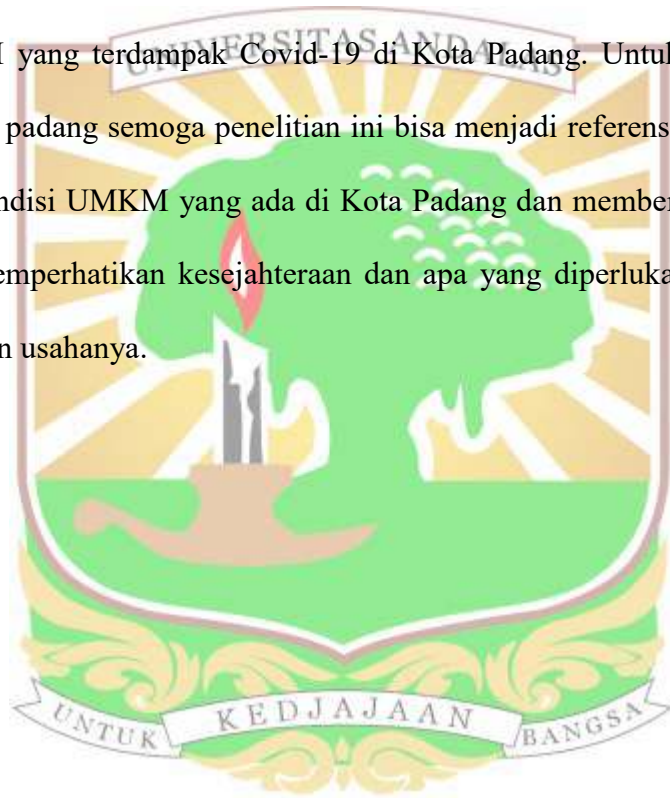 UNIVERSITAS ANDALAS
yang terdampak Covid-19 di Kota Padang. Untuk
padang semoga penelitian ini bisa menjadi referens
ndisi UMKM yang ada di Kota Padang dan member
emperhatikan kesejahteraan dan apa yang diperluka
n usahanya.
UNTUK KEDJAJAAN BANGSA